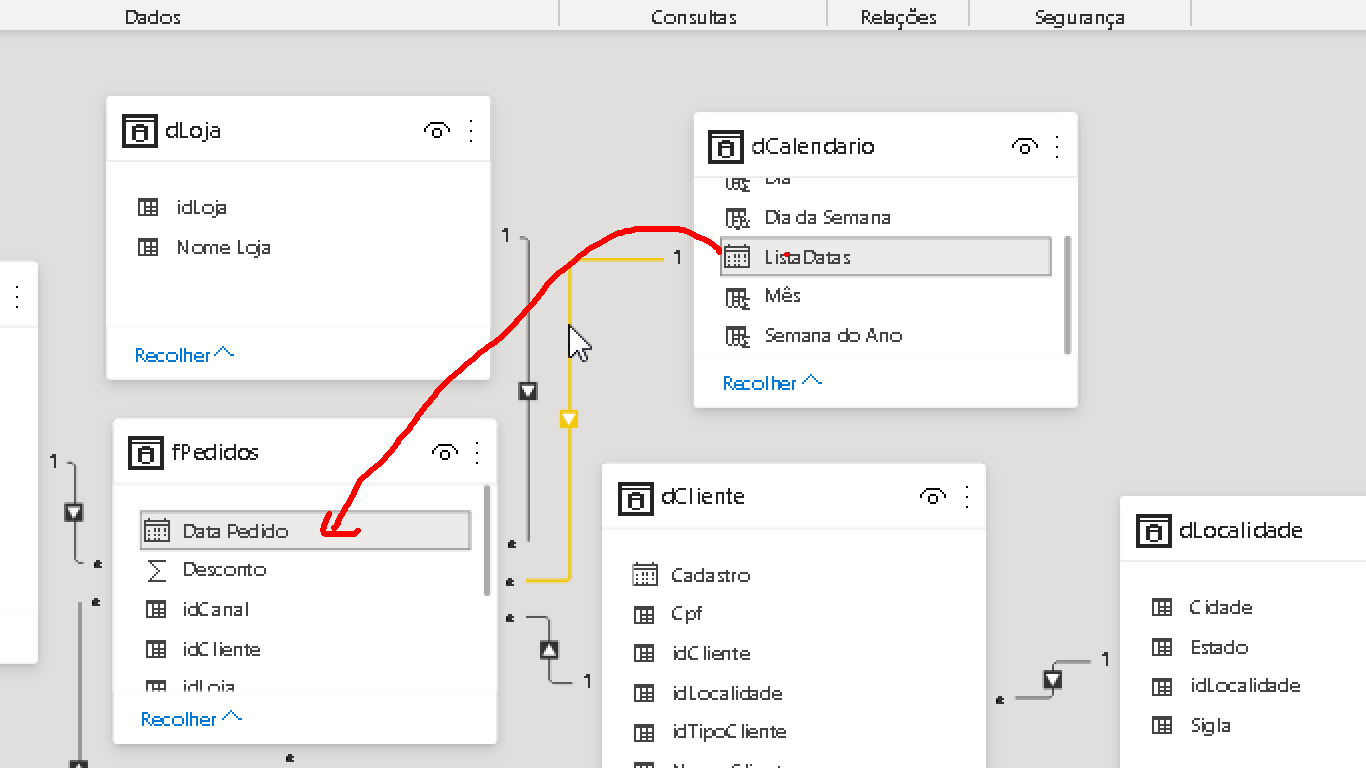 Dados
Consultas
Relações
Segurança
dLoja
idLoja
Nome Loja
Recolher
dCalendario
Dia
Dia da Semana
ListaDatas
Mês
Semana do Ano
Recolher
1
1
fPedidos
Data Pedido
Desconto
idCanal
idCliente
idLoja
Recolher
1
*
*
*
*
*
1
*
dCliente
Cadastro
Cpf
idCliente
idLocalidade
idTipoCliente
*
1
dLocalidade
Cidade
Estado
idLocalidade
Sigla